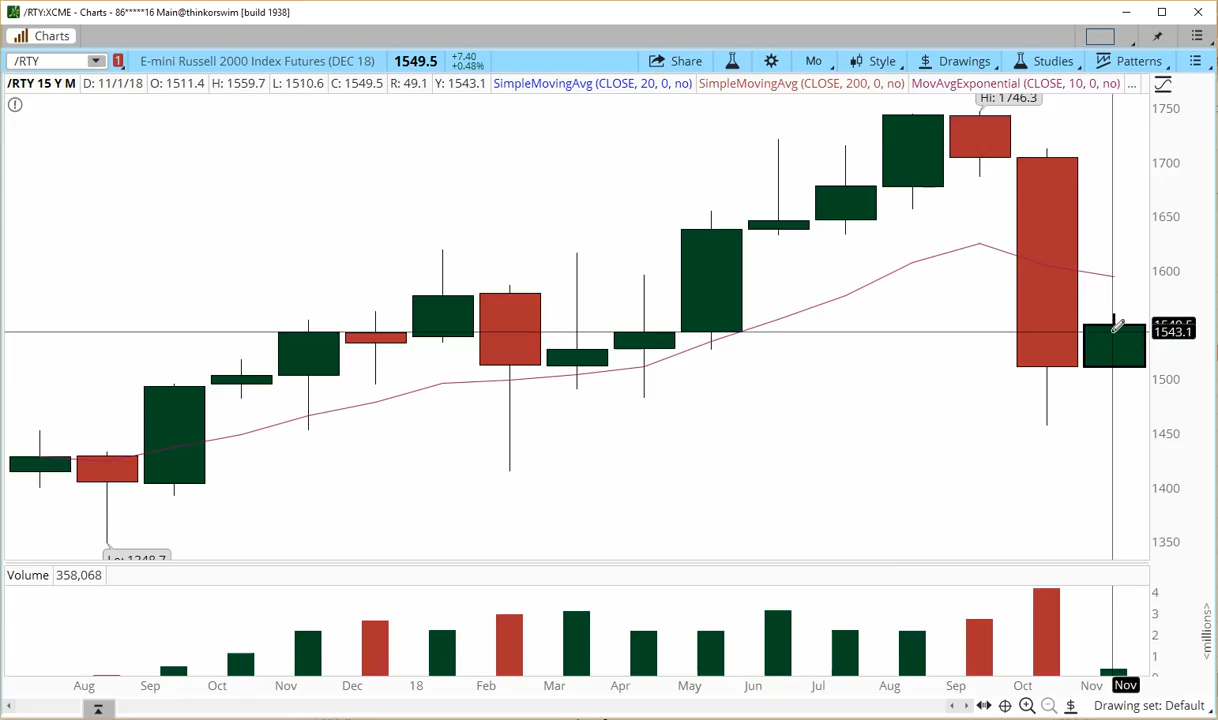 /RTY:XCME - Charts - 86*****16 Main@thinkorswim [build 1938]
Charts
/RTY 1 E-mini Russell 2000 Index Futures (DEC 18) 1549.5 +7.40 +0.48% Share Mo Style $ Drawings Studies Patterns
/RTY 15 Y M D: 11/1/18 O: 1511.4 H: 1559.7 L: 1510.6 C: 1549.5 R: 49.1 Y: 1543.1 SimpleMovingAvg (CLOSE, 20, 0, no) SimpleMovingAvg (CLOSE, 200, 0, no) MovAvgExponential (CLOSE, 10, 0, no) ...
Hi: 1746.3
1750
1700
1650
1600
1543.1
1500
1450
1400
1350
Volume 358,068
4
3
2
1
<millions>
Aug Sep Oct Nov Dec 18 Feb Mar Apr May Jun Jul Aug Sep Oct Nov Nov
$ Drawing set: Default